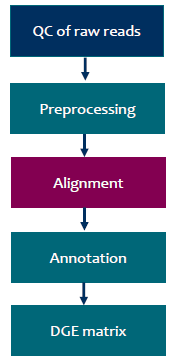 QC of raw reads
Preprocessing
Alignment
Annotation
DGE matrix